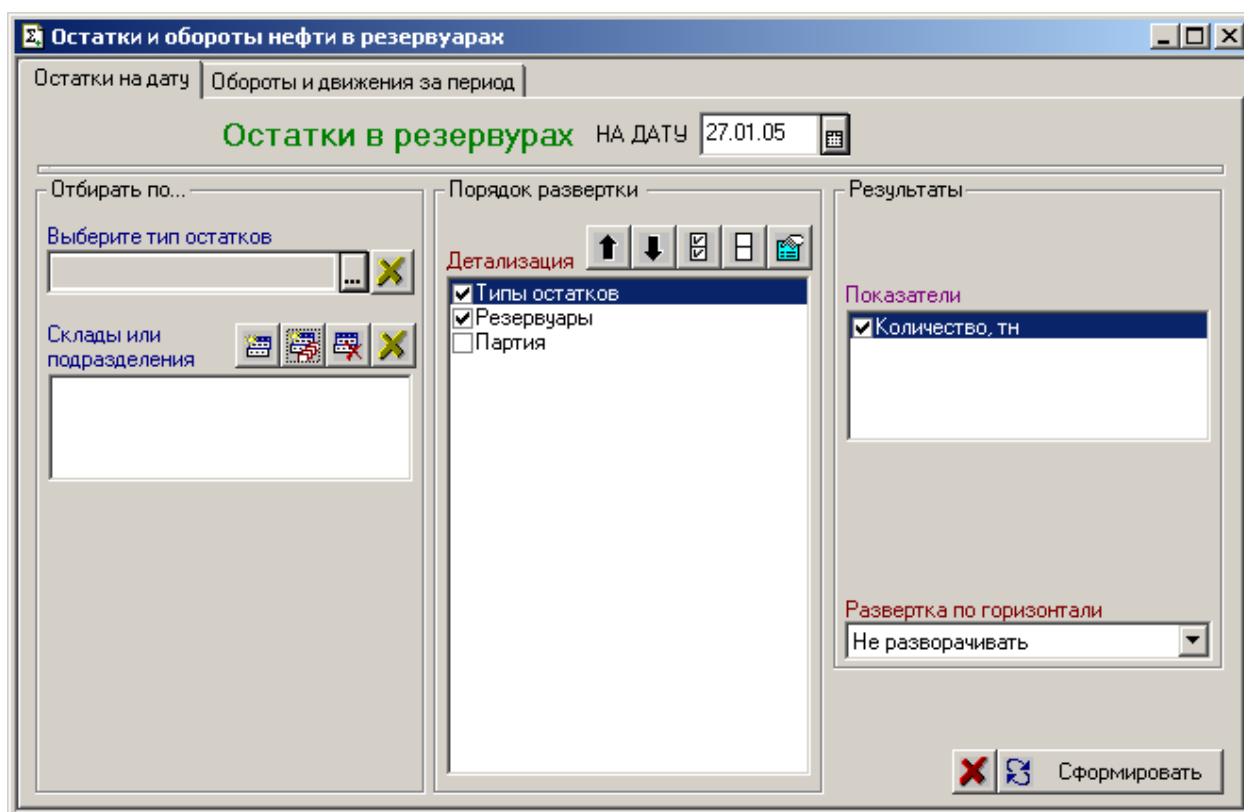 Остатки и обороты нефти в резервуарах
Остатки на дату
Обороты и движения за период
Остатки в резервурах НА ДАТУ 27.01.05
Отбирать по...
Выберите тип остатков
...
Склады или
подразделения
Порядок развертки
Детализация
Типы остатков
Резервуары
Партия
Результаты
Показатели
Количество, тн
Развертка по горизонтали
Не разворачивать
Сформировать